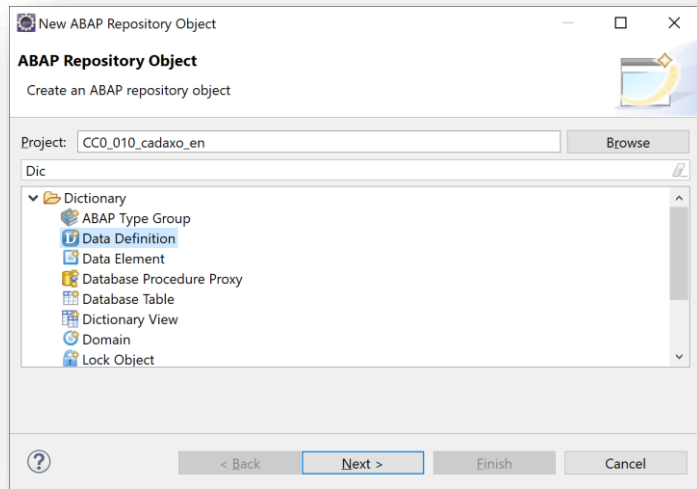 New ABAP Repository Object
ABAP Repository Object
Create an ABAP repository object
Project: CC0_010_cadaxo_en Browse
Dic
Dictionary
ABAP Type Group
Data Definition
Data Element
Database Procedure Proxy
Database Table
Dictionary View
Domain
Lock Object
? < Back Next > Finish Cancel